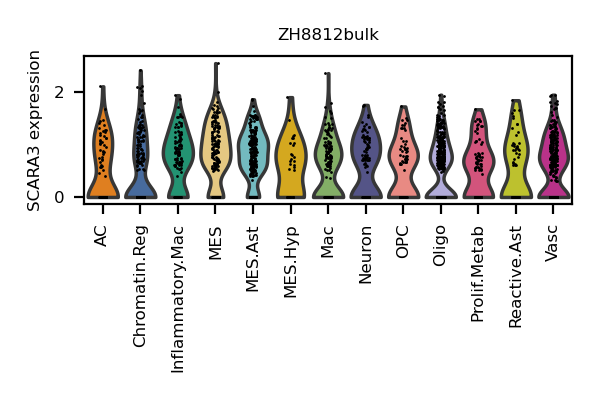 ZH8812bulk
SCARA3 expression
2
0
AC
Chromatin.Reg
Inflammatory.Mac
MES
MES.Ast
MES.Hyp
Mac
Neuron
OPC
Oligo
Prolif.Metab
Reactive.Ast
Vasc